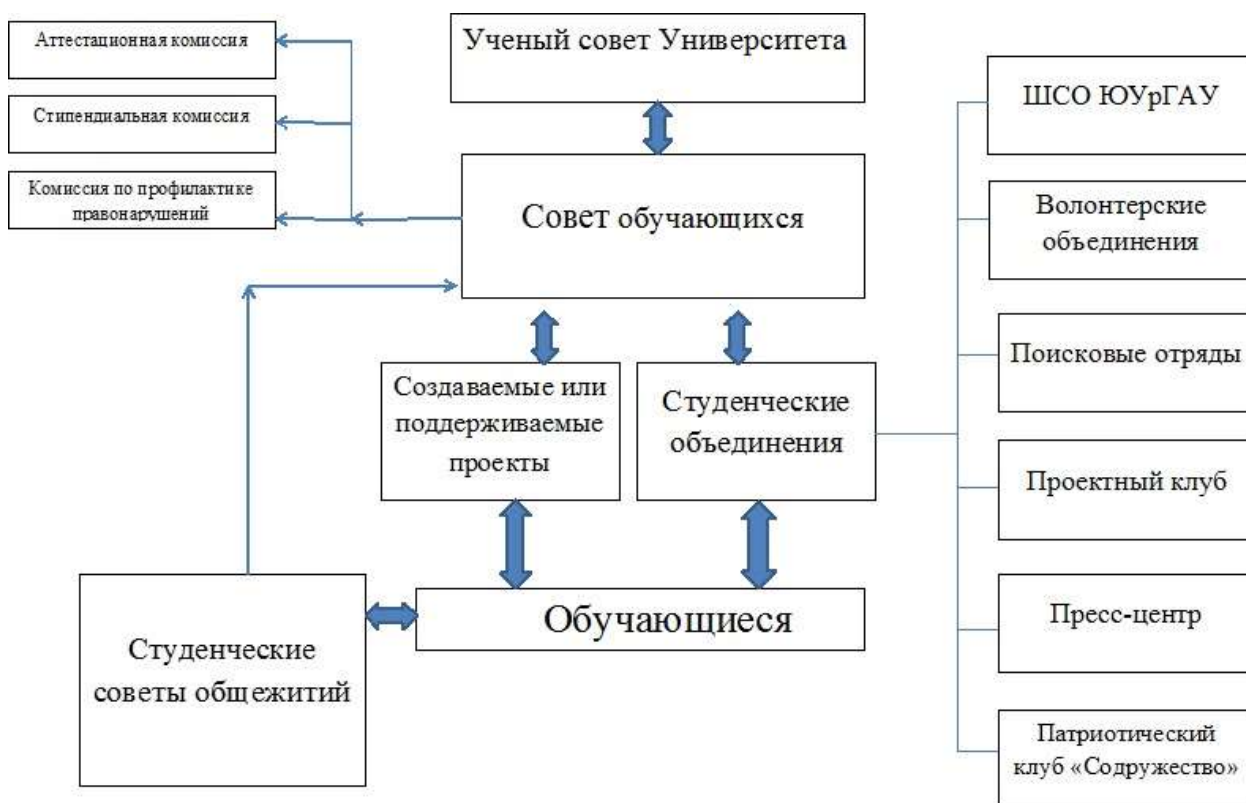 Аттестационная комиссия
Стипендиальная комиссия
Комиссия по профилактике
правонарушений
Ученый совет Университета
Совет обучающихся
Создаваемые или
поддерживаемые
проекты
Студенческие
объединения
Обучающиеся
Студенческие
советы общежитий
ШСО ЮУрГАУ
Волонтерские
объединения
Поисковые отряды
Проектный клуб
Пресс-центр
Патриотический
клуб «Содружество»